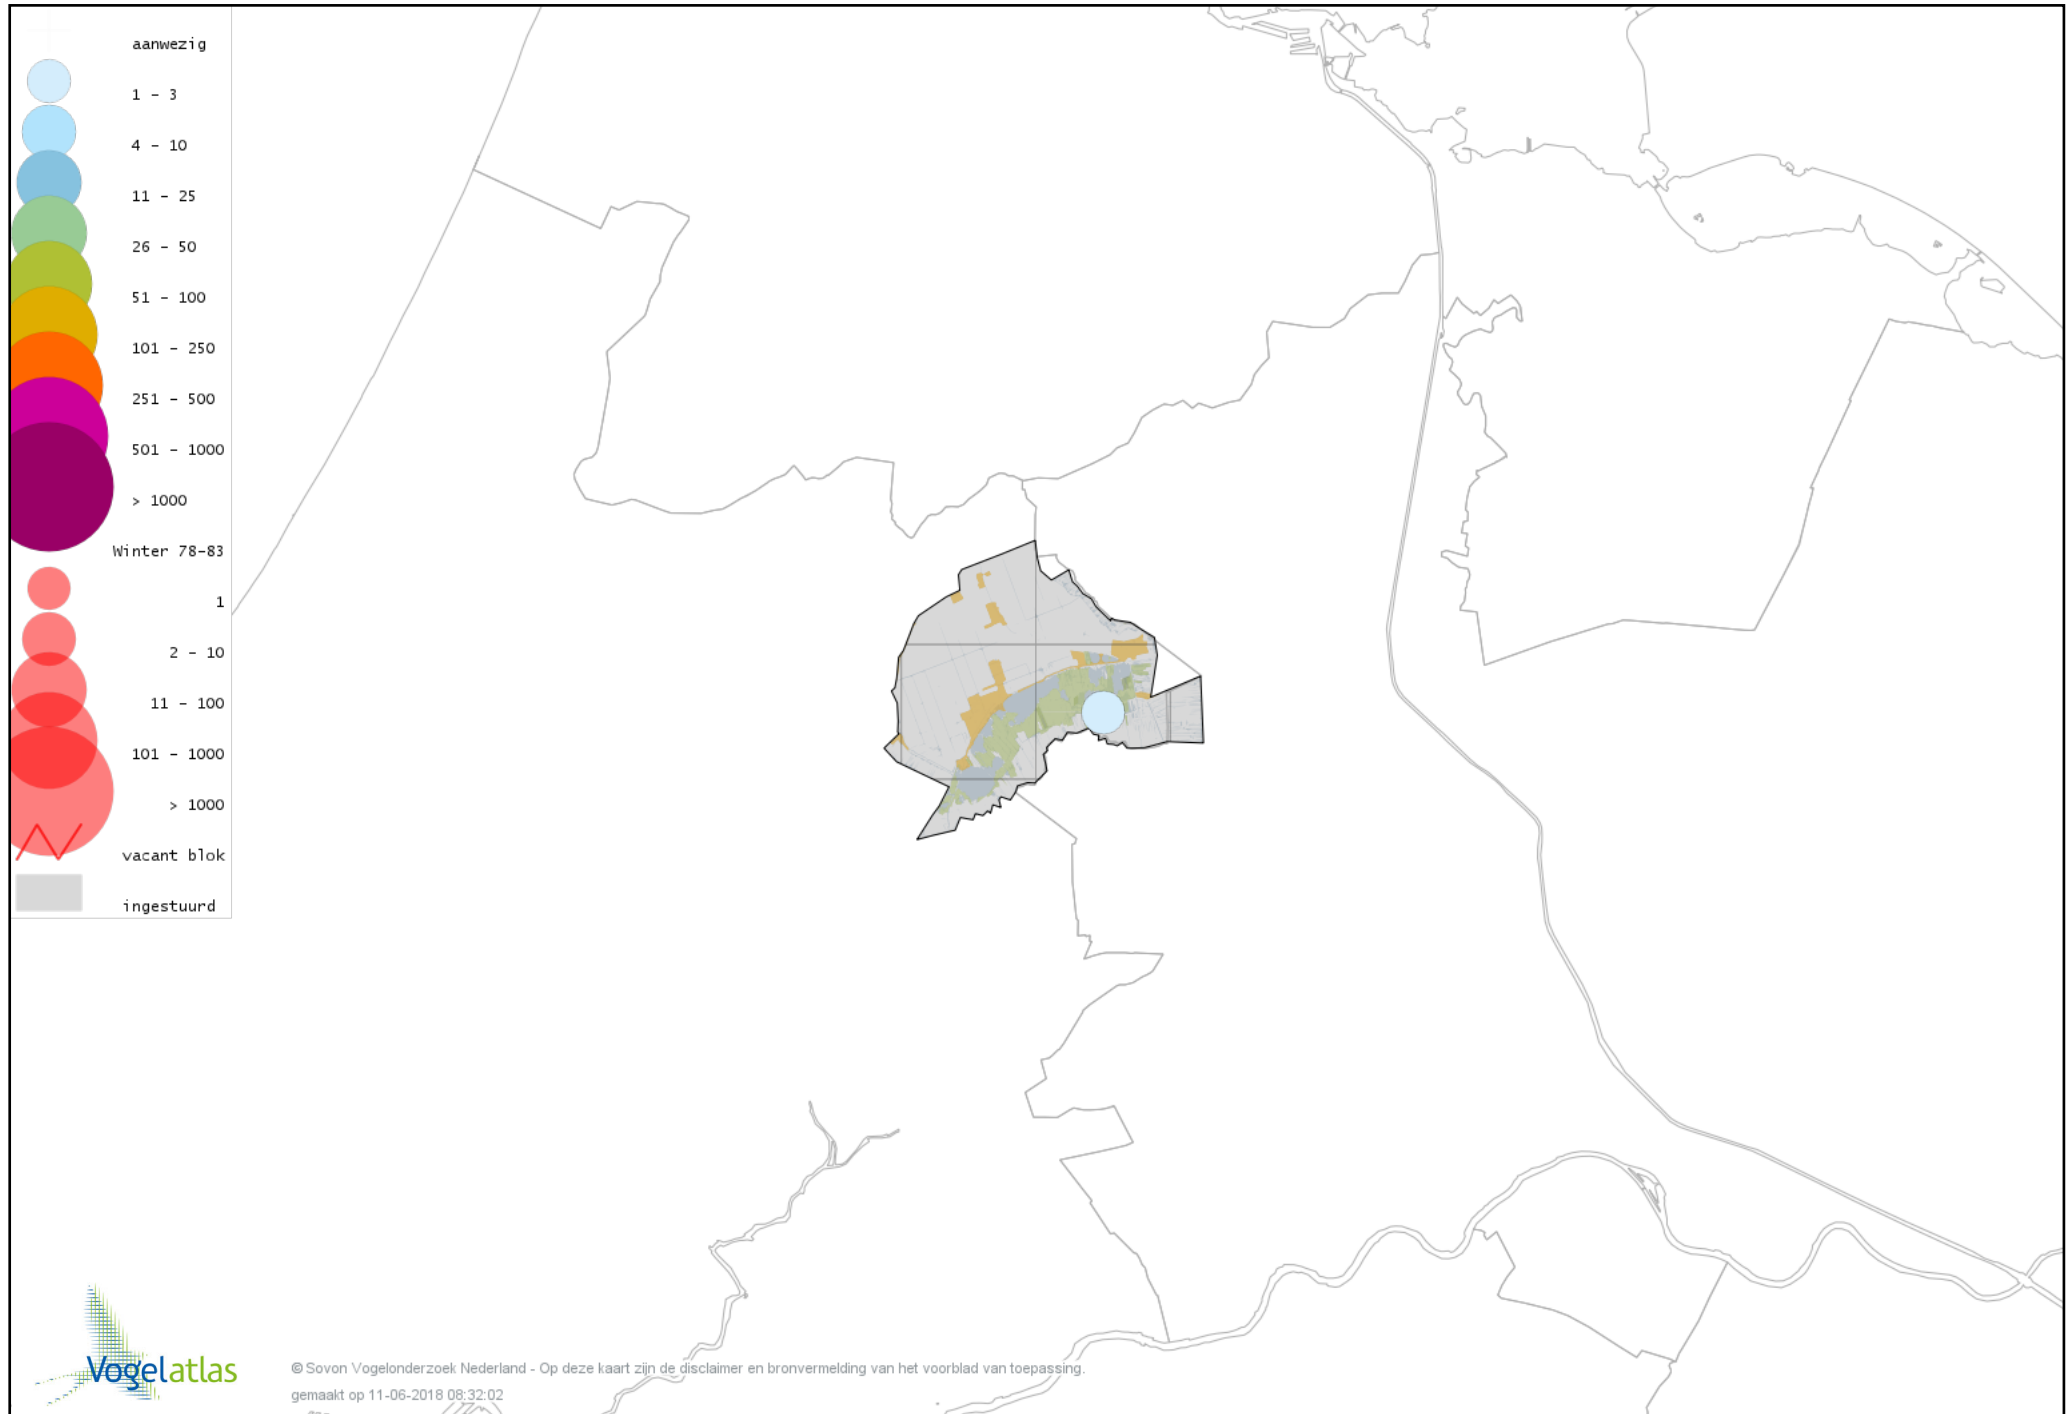 aanwezig
1 - 3
4 - 10
11 - 25
26 - 50
51 - 100
101 - 250
251 - 500
501 - 1000
> 1000
Winter 78-83
1
2 - 10
11 - 100
101 - 1000
> 1000
vacant blok
ingestuurd
Vogelatlas
© Sovon Vogelonderzoek Nederland - Op deze kaart zijn de disclaimer en bronvermelding van het voorblad van toepassing.
gemaakt op 11-06-2018 08:32:02